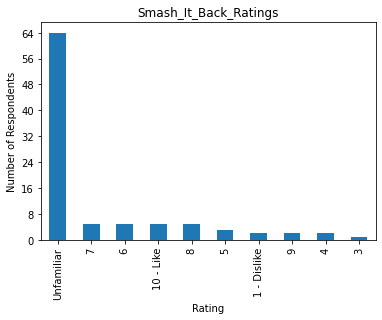 Smash_It_Back_Ratings
Number of Respondents
64
56
48
40
32
24
16
8
0
Unfamiliar
7
6
10 - Like
8
5
1 - Dislike
9
4
3
Rating